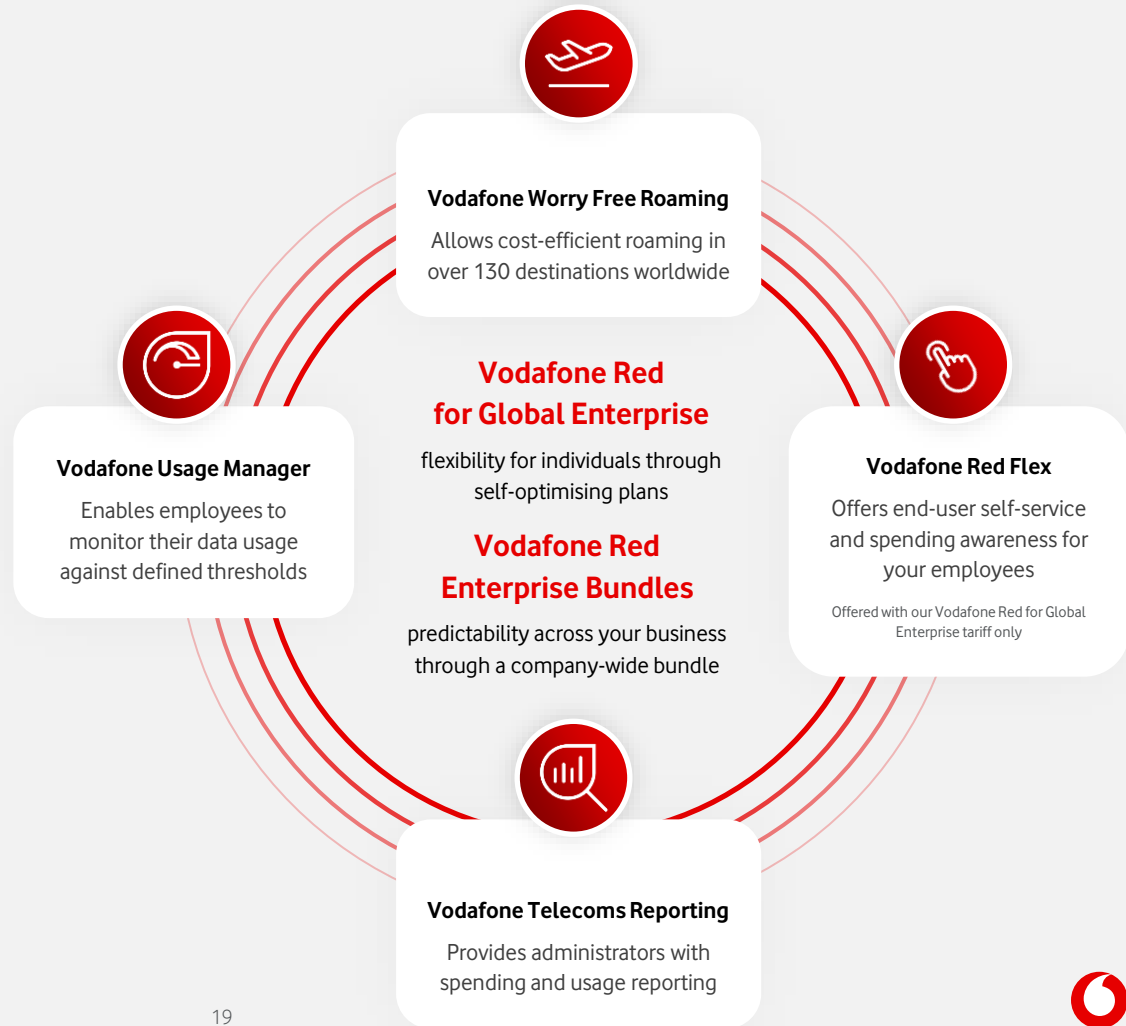 Vodafone Worry Free Roaming
Allows cost-efficient roaming in
over 130 destinations worldwide
Vodafone Red
for Global Enterprise
flexibility for individuals through
self-optimising plans
Vodafone Red
Enterprise Bundles
predictability across your business
through a company-wide bundle
Vodafone Usage Manager
Enables employees to
monitor their data usage
against defined thresholds
Vodafone Red Flex
Offers end-user self-service
and spending awareness for
your employees
Offered with our Vodafone Red for Global
Enterprise tariff only
Vodafone Telecoms Reporting
Provides administrators with
spending and usage reporting
19